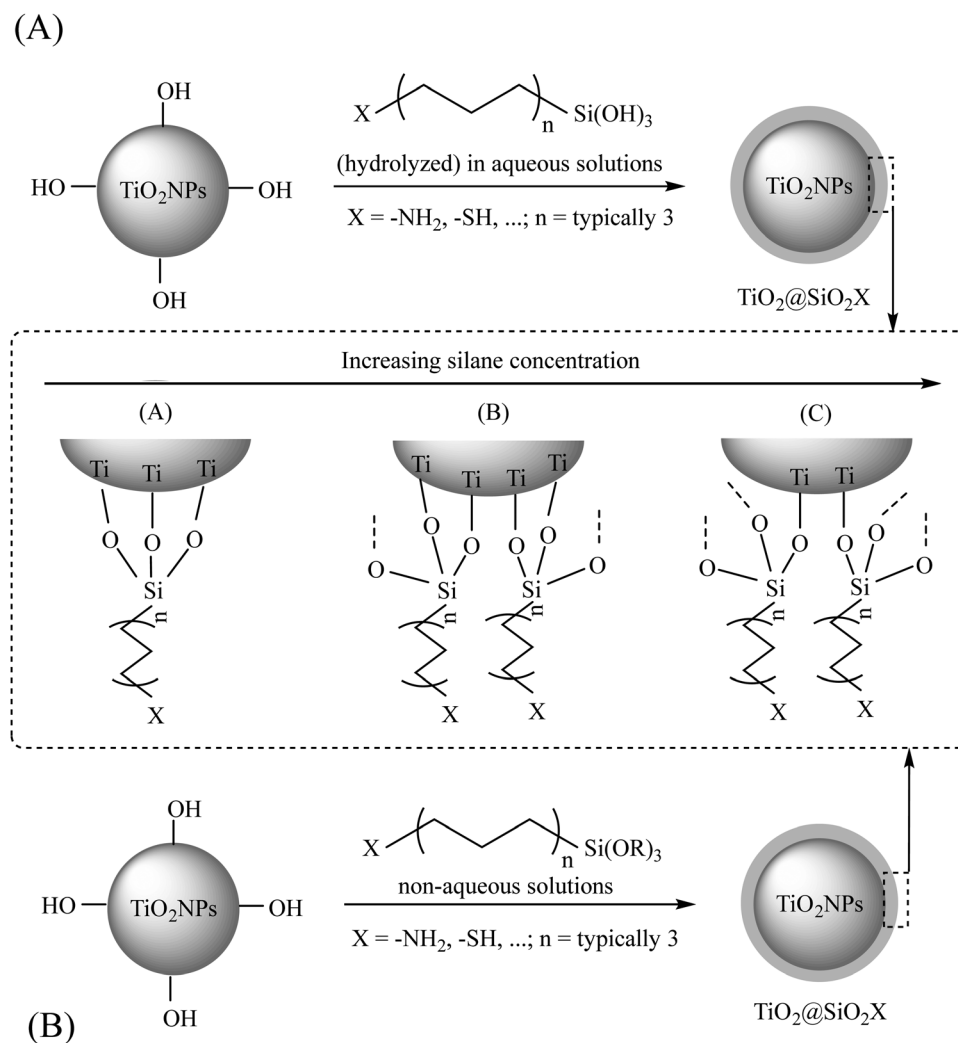 (A)
OH
HO
TiO₂NPs
OH
OH
X
n
Si(OH)₃
(hydrolyzed) in aqueous solutions
X = -NH₂, -SH, ...; n = typically 3
TiO₂NPs
TiO₂@SiO₂X
Increasing silane concentration
(A) (B) (C)
Ti Ti Ti
O O O
Si
n
X
Ti Ti Ti Ti
O O O O O O
Si Si
n n
X X
Ti Ti
O O O O O O
Si Si
n n
X X
OH
HO
TiO₂NPs
OH
OH
X
n
Si(OR)₃
non-aqueous solutions
X = -NH₂, -SH, ...; n = typically 3
TiO₂NPs
TiO₂@SiO₂X
(B)